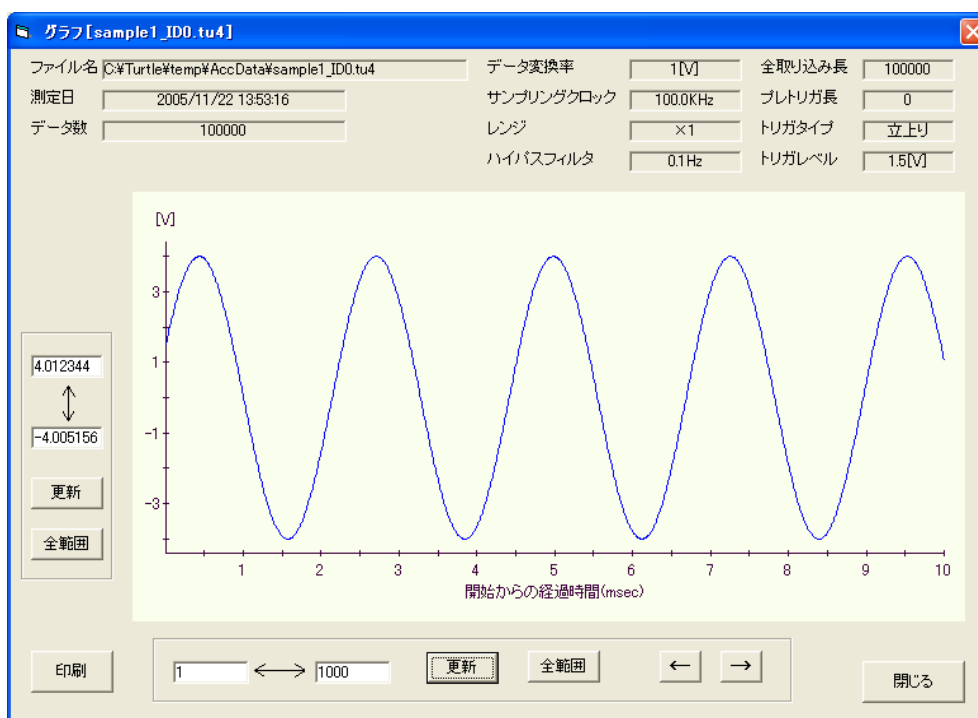 グラフ[sample1_ID0.tu4]
ファイル名 C:¥Turtle¥temp¥AccData¥sample1_ID0.tu4 データ変換率 1[V] 全取り込み長 100000
測定日 2005/11/22 13:53:16 サンプリングクロック 100.0KHz プレトリガ長 0
データ数 100000 レンジ ×1 トリガタイプ 立上り
ハイパスフィルタ 0.1Hz トリガレベル 1.5[V]
[V]
3
1
-1
-3
1 2 3 4 5 6 7 8 9 10
開始からの経過時間(msec)
4.012344
-4.005156
更新
全範囲
印刷 1 1000 更新 全範囲 ← → 閉じる